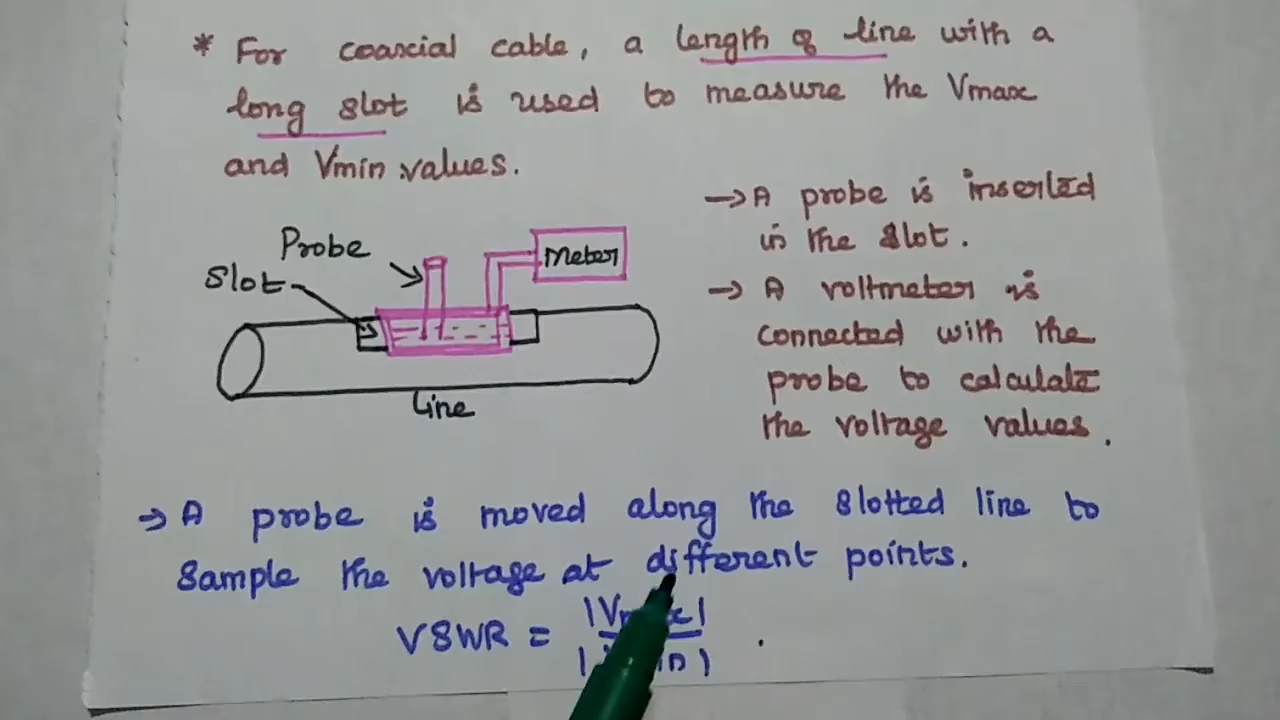 * For coaxial cable, a length of line with a
long slot is used to measure the Vmax
and Vmin values.
→ A probe is inserted
in the slot.
→ A voltmeter is
connected with the
probe to calculate
the voltage values.
Probe
Slot
Meter
Line
→ A probe is moved along the slotted line to
sample the voltage at different points.
VSWR =